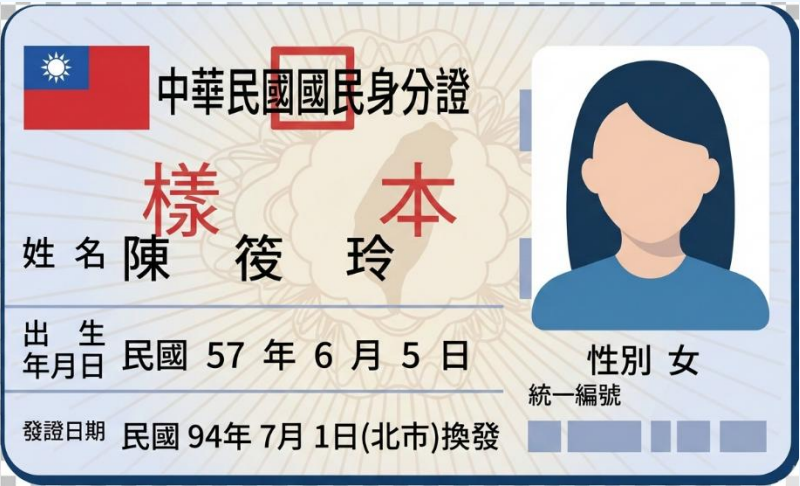 中華民國國民身分證
樣本
姓名 陳筱玲
出生年月日 民國 57 年 6 月 5 日
發證日期 民國 94年 7月 1日(北市)換發
性別 女
統一編號